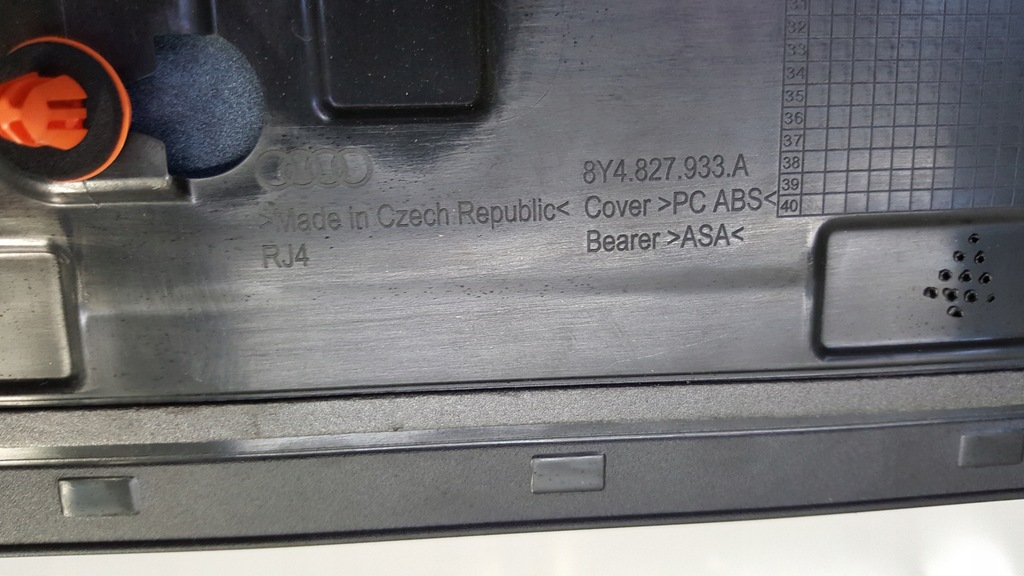 >Made in Czech Republic<
RJ4
8Y4.827.933.A
Cover >PC ABS<
Bearer >ASA<
31
32
33
34
35
36
37
38
39
40